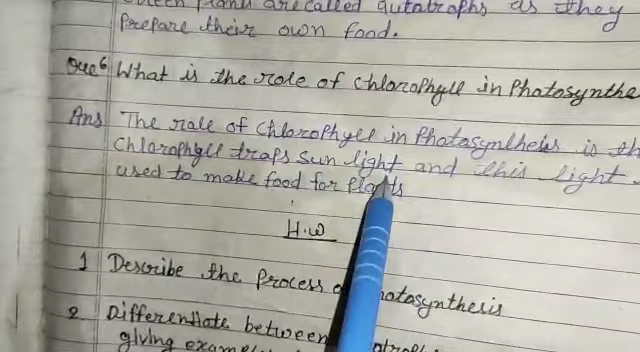 Green plants are called autotrophs as they
Prepare their own food.
Que6 What is the role of chlorophyll in Photosynthe
Ans The role of chlorophyll in Photosynthesis is th
Chlorophyll traps sun light and this light
used to make food for plants
H.W
1 Describe the Process photosynthesis
2 Differentiate between
giving